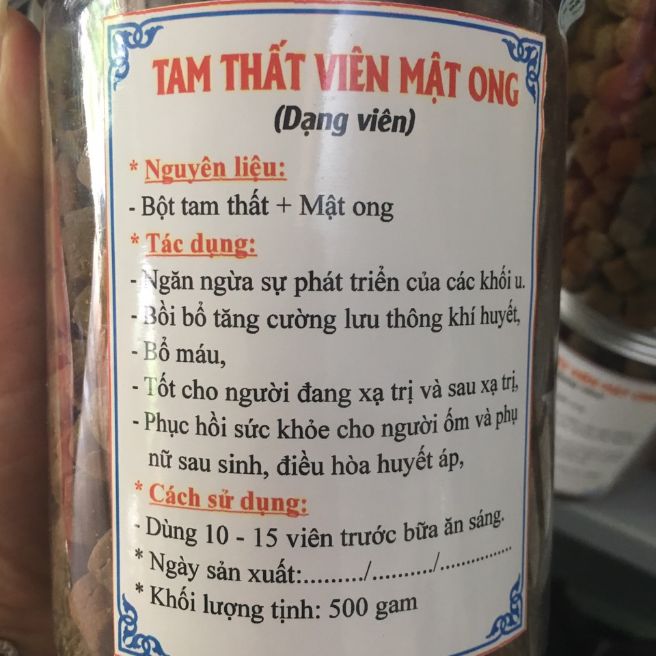 TAM THẤT VIÊN MẬT ONG
(Dạng viên)
* Nguyên liệu:
- Bột tam thất + Mật ong
* Tác dụng:
- Ngăn ngừa sự phát triển của các khối u.
- Bồi bổ tăng cường lưu thông khí huyết,
- Bổ máu,
- Tốt cho người đang xạ trị và sau xạ trị,
- Phục hồi sức khỏe cho người ốm và phụ
nữ sau sinh, điều hòa huyết áp,
* Cách sử dụng:
- Dùng 10 - 15 viên trước bữa ăn sáng.
* Ngày sản xuất:........../........../...............
* Khối lượng tịnh: 500 gam